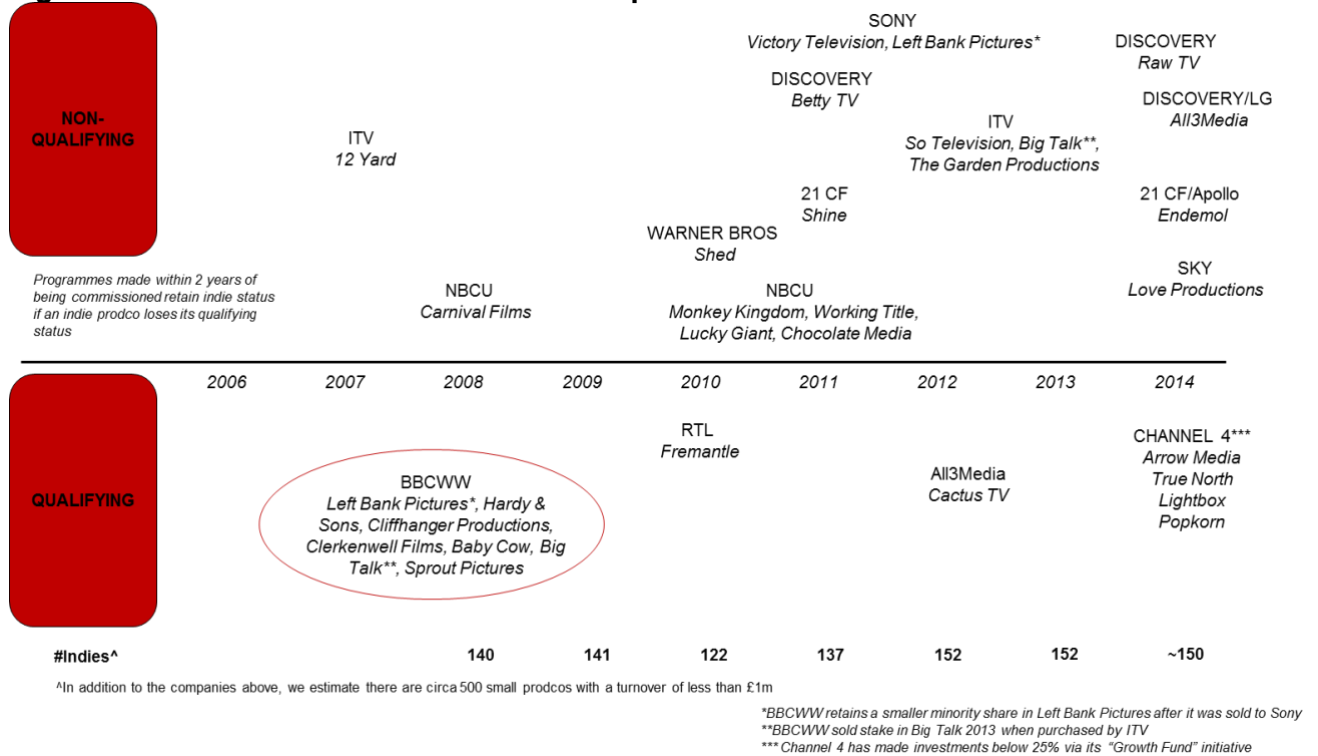 NON-
QUALIFYING
SONY
Victory Television, Left Bank Pictures*
DISCOVERY
Raw TV
DISCOVERY
Betty TV
DISCOVERY/LG
All3Media
ITV
12 Yard
ITV
So Television, Big Talk**,
The Garden Productions
21 CF
Shine
21 CF/Apollo
Endemol
WARNER BROS
Shed
SKY
Love Productions
Programmes made within 2 years of
being commissioned retain indie status
if an indie prodco loses its qualifying
status
NBCU
Carnival Films
NBCU
Monkey Kingdom, Working Title,
Lucky Giant, Chocolate Media
2006 2007 2008 2009 2010 2011 2012 2013 2014
QUALIFYING
RTL
Fremantle
CHANNEL 4***
Arrow Media
True North
Lightbox
Popkorn
BBCWW
Left Bank Pictures*, Hardy &
Sons, Cliffhanger Productions,
Clerkenwell Films, Baby Cow, Big
Talk**, Sprout Pictures
All3Media
Cactus TV
#Indies^ 140 141 122 137 152 152 ~150
^In addition to the companies above, we estimate there are circa 500 small prodcos with a turnover of less than £1m
*BBCWW retains a smaller minority share in Left Bank Pictures after it was sold to Sony
**BBCWW sold stake in Big Talk 2013 when purchased by ITV
*** Channel 4 has made investments below 25% via its "Growth Fund" initiative